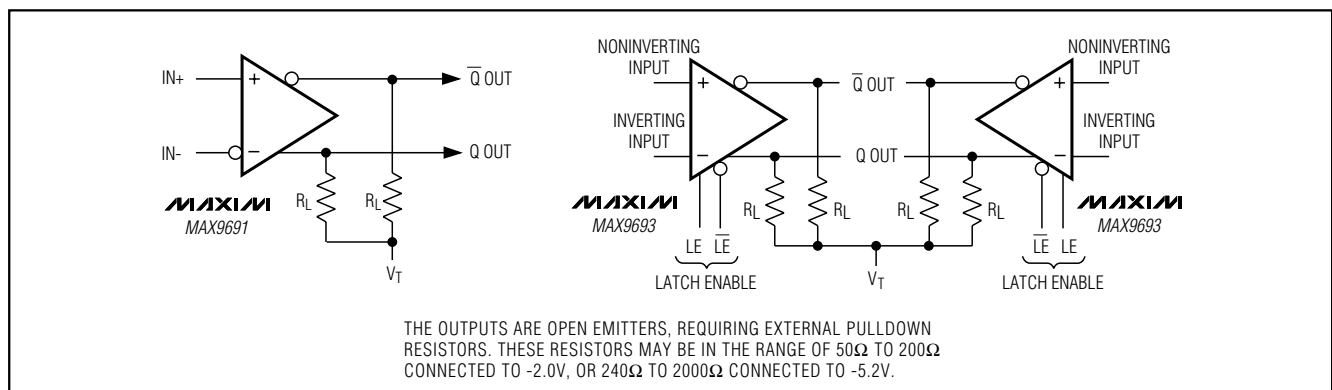 IN+
+
Q̅ OUT
IN-
−
Q OUT
MAXIM
MAX9691
RL
RL
VT
NONINVERTING
INPUT
+
INVERTING
INPUT
−
MAXIM
MAX9693
LE
L̅E̅
LATCH ENABLE
RL
RL
Q̅ OUT
Q OUT
VT
RL
RL
NONINVERTING
INPUT
+
INVERTING
INPUT
−
MAXIM
MAX9693
L̅E̅
LE
LATCH ENABLE
THE OUTPUTS ARE OPEN EMITTERS, REQUIRING EXTERNAL PULLDOWN
RESISTORS. THESE RESISTORS MAY BE IN THE RANGE OF 50Ω TO 200Ω
CONNECTED TO -2.0V, OR 240Ω TO 2000Ω CONNECTED TO -5.2V.